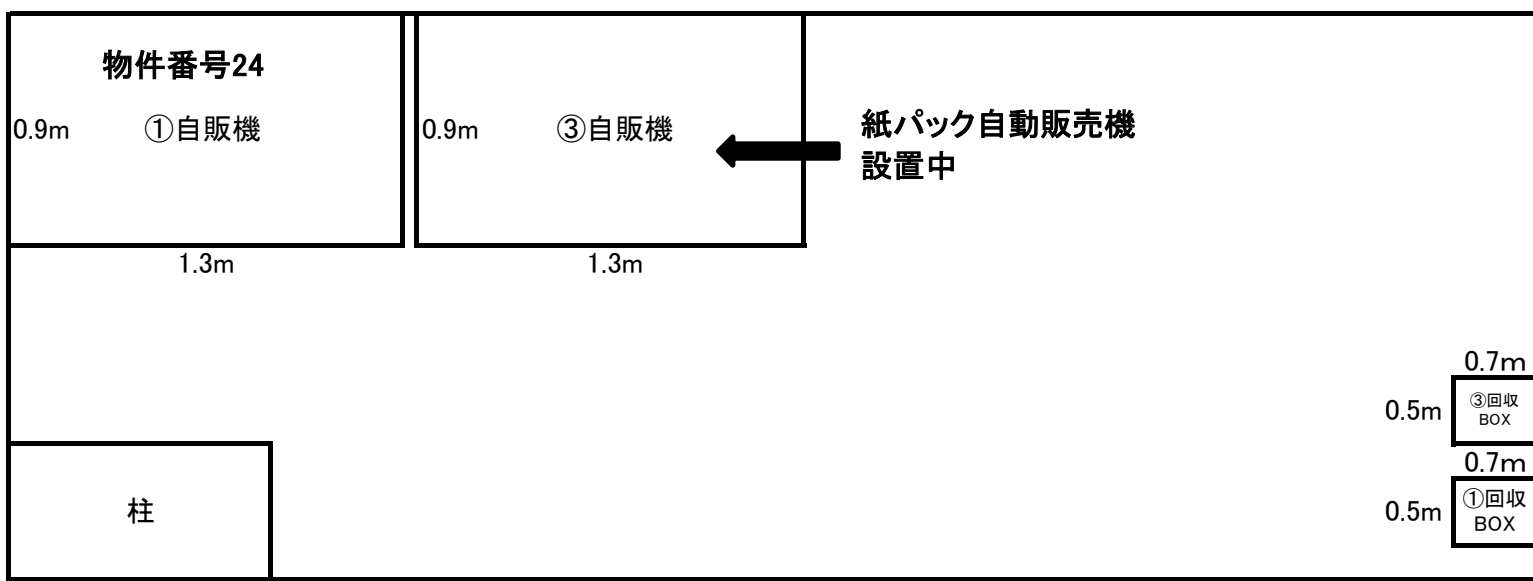 物件番号24
0.9m
①自販機
0.9m
③自販機
紙パック自動販売機
設置中
1.3m
1.3m
0.7m
0.5m
③回収
BOX
0.7m
0.5m
①回収
BOX
柱